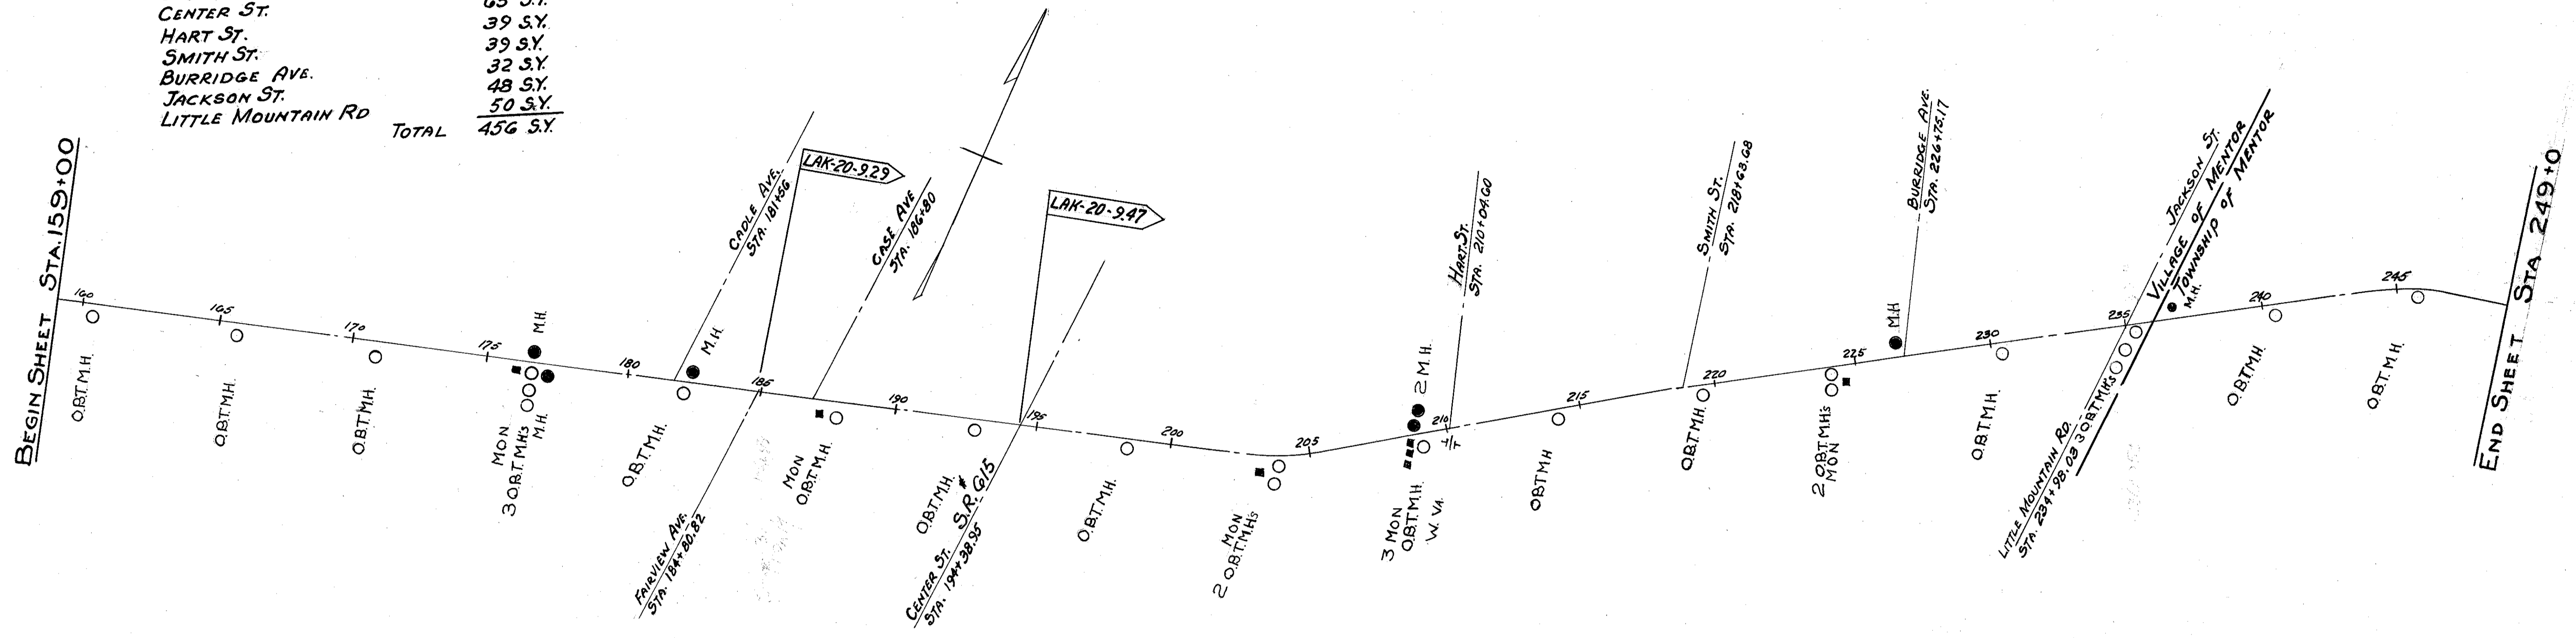 CENTER ST. 65 S.Y.
HART ST. 39 S.Y.
SMITH ST. 39 S.Y.
BURRIDGE AVE. 32 S.Y.
JACKSON ST. 48 S.Y.
LITTLE MOUNTAIN RD 50 S.Y.
TOTAL 456 S.Y.
BEGIN SHEET STA. 159+00
160
O.B.T.M.H.
165
O.B.T.M.H.
170
O.B.T.M.H.
175
M.H.
MON
3 O.B.T.M.H's
M.H.
180
O.B.T.M.H.
CADLE AVE.
STA. 181+56
M.H.
LAK-20-9.29
185
FAIRVIEW AVE.
STA. 184+80.82
CASE AVE
STA. 186+80
MON
O.B.T.M.H.
190
O.B.T.M.H.
LAK-20-9.47
195
CENTER ST. S.R.# 615
STA. 194+38.95
O.B.T.M.H.
200
MON
2 O.B.T.M.H's
205
2 M.H.
3 MON
O.B.T.M.H.
W. VA.
210
HART ST.
STA. 210+04.60
OBTMH
215
O.B.T.M.H.
SMITH ST.
STA. 218+63.68
220
2 O.B.T.M.H's
MON
225
M.H
BURRIDGE AVE.
STA. 226+75.17
230
O.B.T.M.H.
235
JACKSON ST.
VILLAGE OF MENTOR
TOWNSHIP OF MENTOR
M.H.
LITTLE MOUNTAIN RD.
STA. 234+98.03
3 O.B.T.M.H's
240
O.B.T.M.H.
245
O.B.T.M.H.
END SHEET STA 249+0